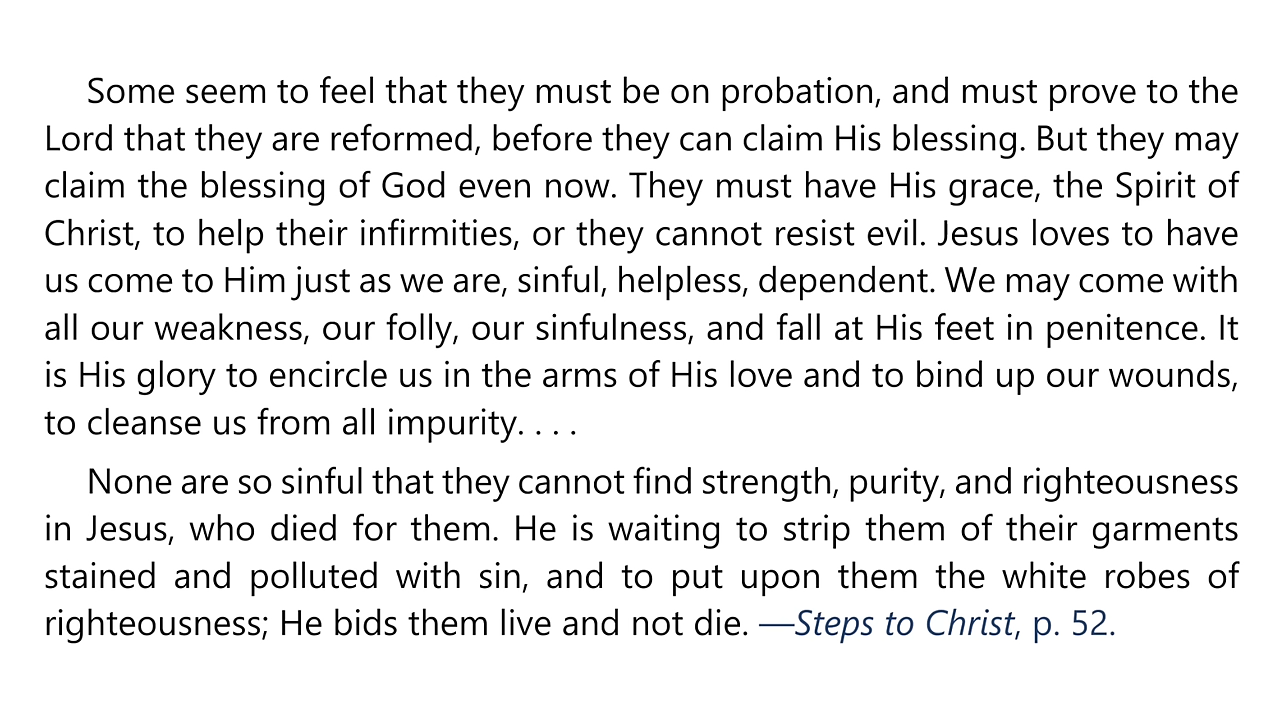 Some seem to feel that they must be on probation, and must prove to the
Lord that they are reformed, before they can claim His blessing. But they may
claim the blessing of God even now. They must have His grace, the Spirit of
Christ, to help their infirmities, or they cannot resist evil. Jesus loves to have
us come to Him just as we are, sinful, helpless, dependent. We may come with
all our weakness, our folly, our sinfulness, and fall at His feet in penitence. It
is His glory to encircle us in the arms of His love and to bind up our wounds,
to cleanse us from all impurity. . . .
None are so sinful that they cannot find strength, purity, and righteousness
in Jesus, who died for them. He is waiting to strip them of their garments
stained and polluted with sin, and to put upon them the white robes of
righteousness; He bids them live and not die. —Steps to Christ, p. 52.